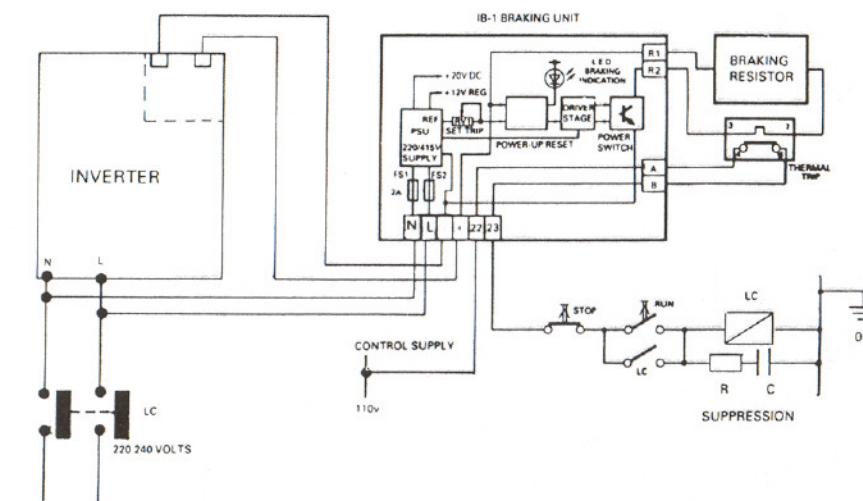 IB-1 BRAKING UNIT
INVERTER
N L
+ 20V DC
+ 12V REG
REF
PSU
220/415V
SUPPLY
RV1
SET TRIP
POWER-UP RESET
LED
BRAKING
INDICATION
DRIVER
STAGE
POWER
SWITCH
FS1
2A
FS2
N L - + 22 23
R1
R2
A
B
BRAKING
RESISTOR
3 2
THERMAL
TRIP
STOP
RUN
LC
LC
R C
SUPPRESSION
CONTROL SUPPLY
110v
LC
220 240 VOLTS